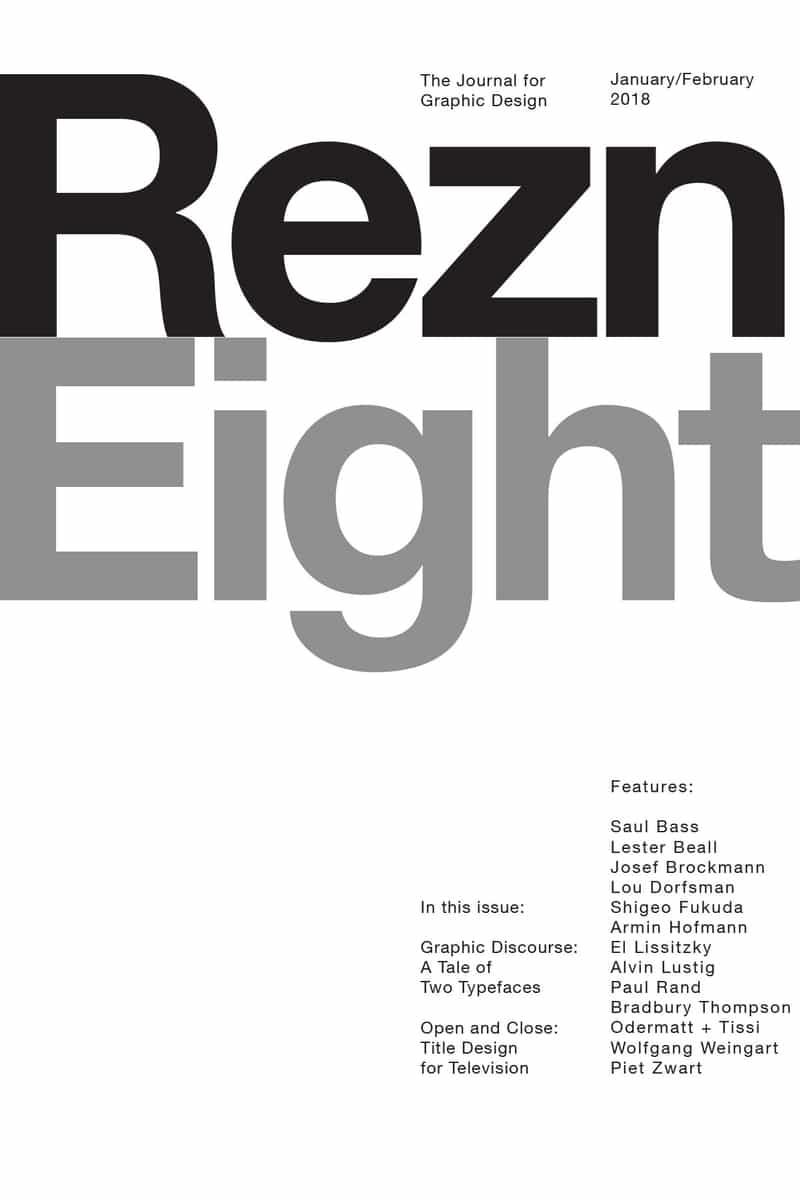 The Journal for
Graphic Design
January/February
2018
Rezn
Eight
In this issue:
Graphic Discourse:
A Tale of
Two Typefaces
Open and Close:
Title Design
for Television
Features:
Saul Bass
Lester Beall
Josef Brockmann
Lou Dorfsman
Shigeo Fukuda
Armin Hofmann
El Lissitzky
Alvin Lustig
Paul Rand
Bradbury Thompson
Odermatt + Tissi
Wolfgang Weingart
Piet Zwart